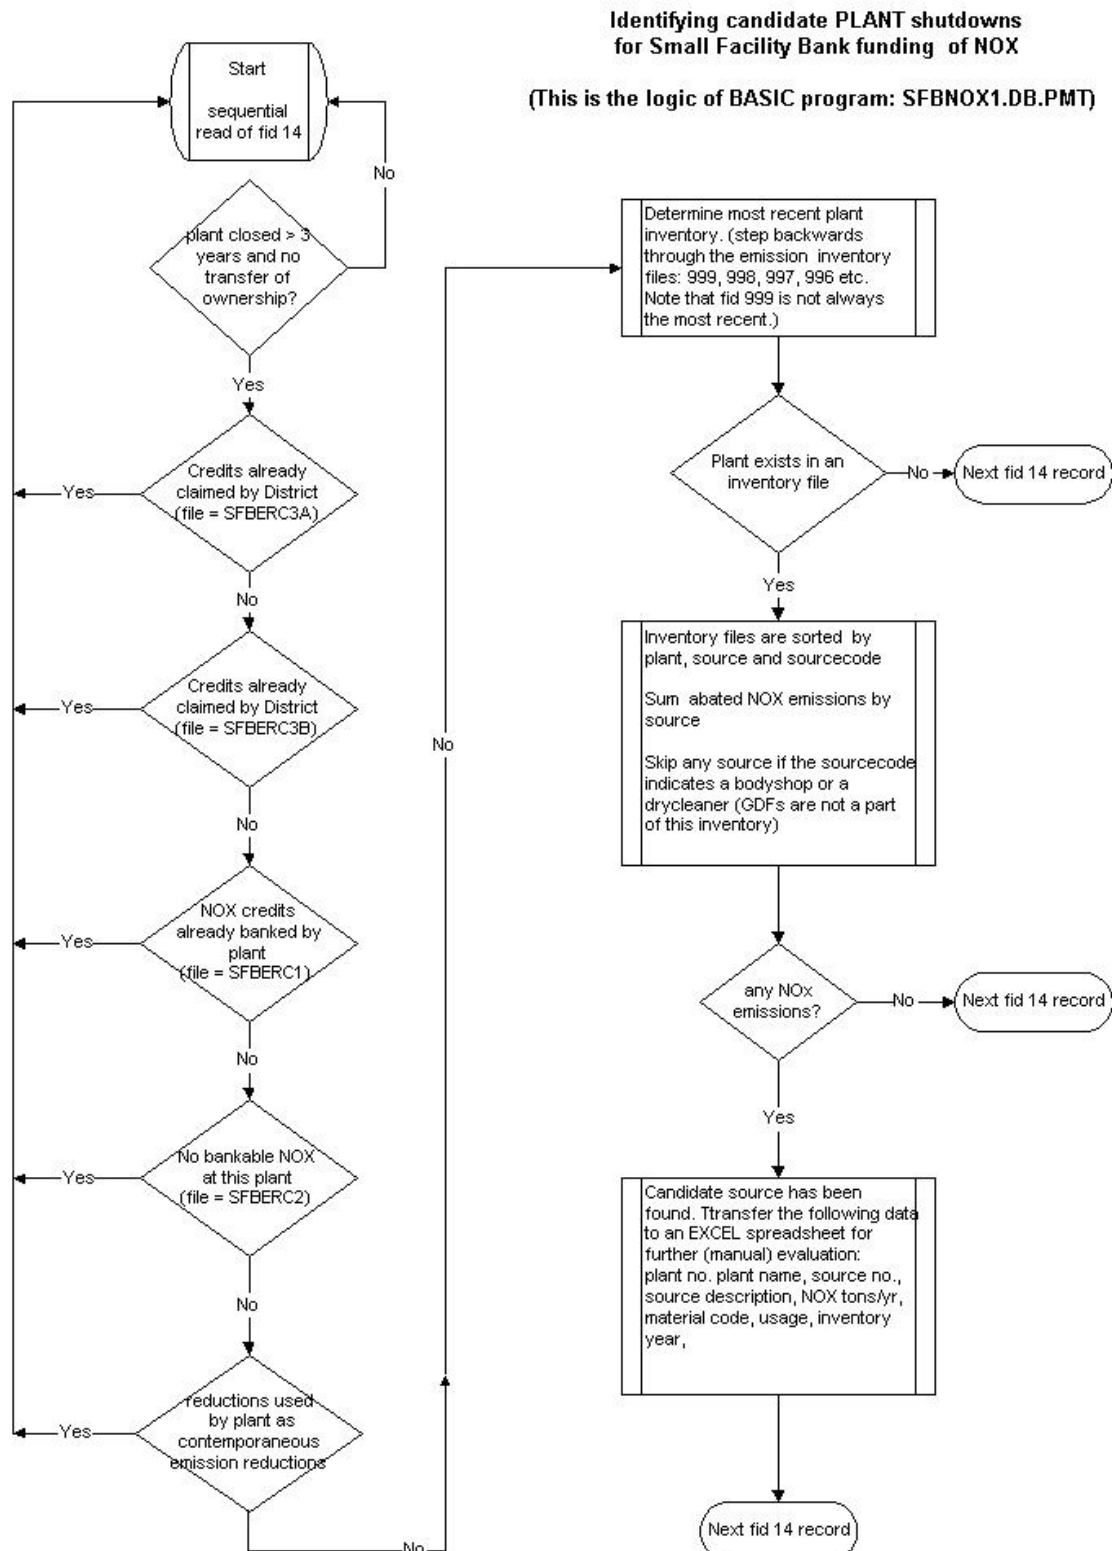 Identifying candidate PLANT shutdowns
for Small Facility Bank funding of NOX
(This is the logic of BASIC program: SFBNOX1.DB.PMT)
Start
sequential
read of fid 14
No
plant closed > 3
years and no
transfer of
ownership?
Yes
Credits already
claimed by District
(file = SFBERC3A)
Yes
No
Credits already
claimed by District
(file = SFBERC3B)
Yes
No
NOX credits
already banked by
plant
(file = SFBERC1)
Yes
No
No bankable NOX
at this plant
(file = SFBERC2)
Yes
No
reductions used
by plant as
contemporaneous
emission reductions
Yes
No
No
Determine most recent plant
inventory. (step backwards
through the emission inventory
files: 999, 998, 997, 996 etc.
Note that fid 999 is not always
the most recent.)
Plant exists in an
inventory file
No
Next fid 14 record
Yes
Inventory files are sorted by
plant, source and sourcecode
Sum abated NOX emissions by
source
Skip any source if the sourcecode
indicates a bodyshop or a
drycleaner (GDFs are not a part
of this inventory)
any NOx
emissions?
No
Next fid 14 record
Yes
Candidate source has been
found. Ttransfer the following data
to an EXCEL spreadsheet for
further (manual) evaluation:
plant no. plant name, source no.,
source description, NOX tons/yr,
material code, usage, inventory
year,
Next fid 14 record